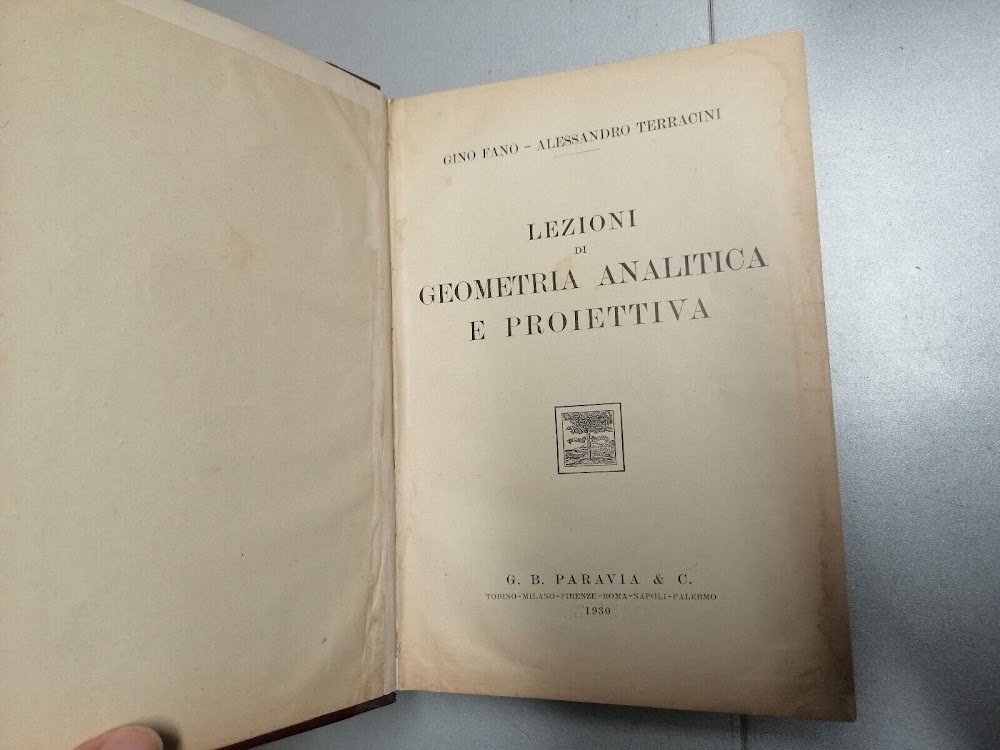 GINO FANO - ALESSANDRO TERRACINI
LEZIONI
DI
GEOMETRIA ANALITICA
E PROIETTIVA
G. B. PARAVIA & C.
TORINO-MILANO-FIRENZE-ROMA-NAPOLI-PALERMO
1930